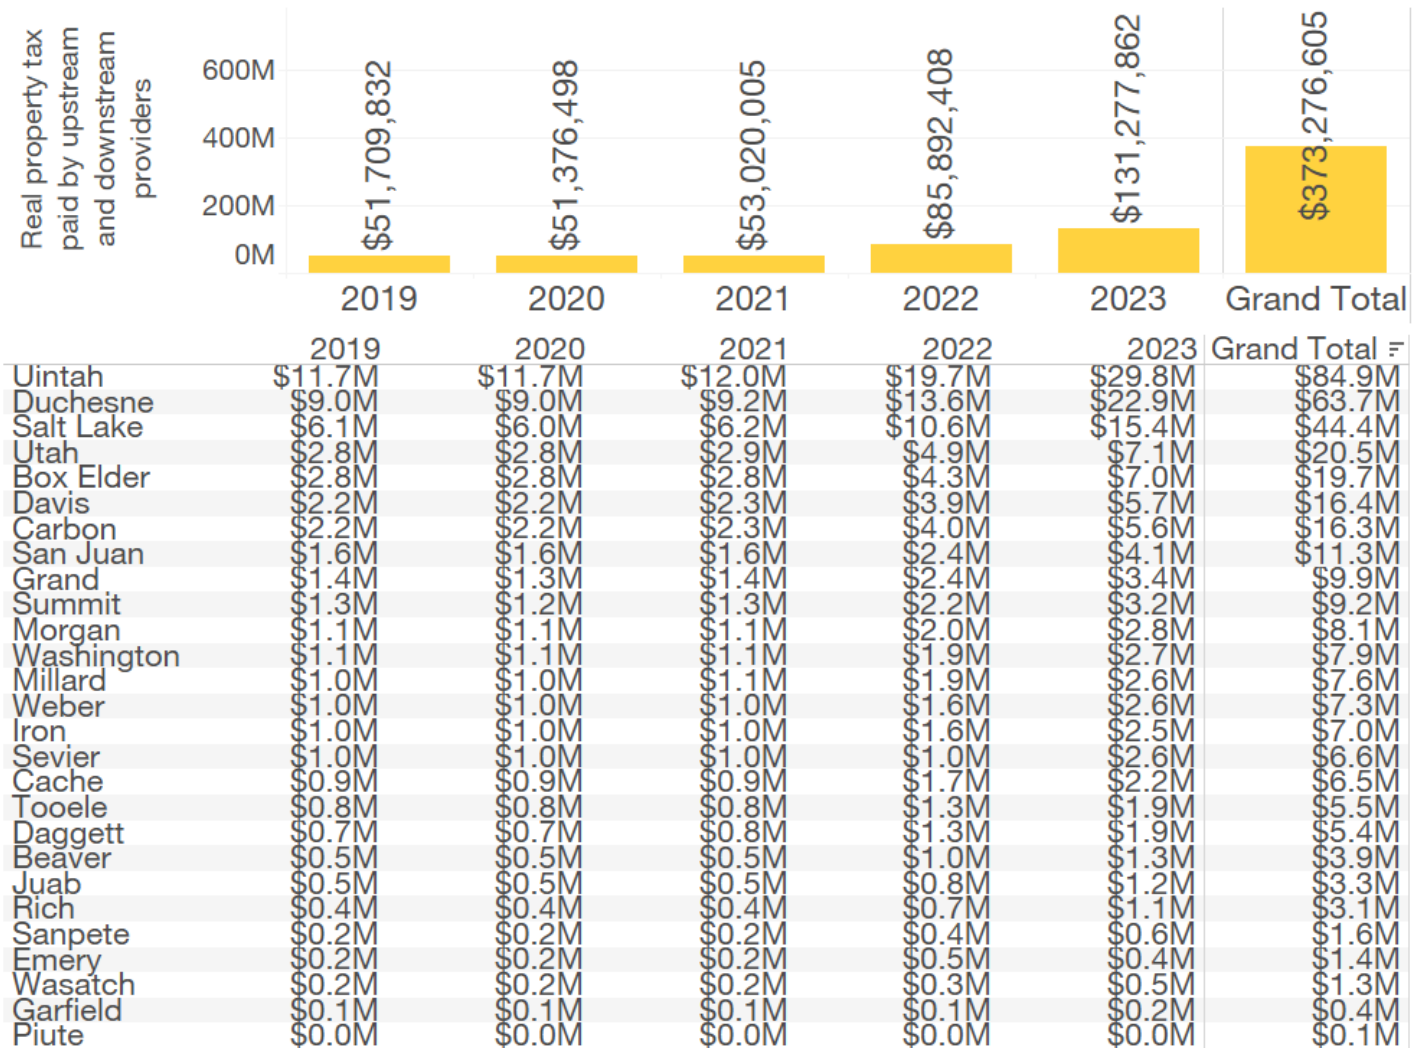 Real property tax
paid by upstream
and downstream
providers
600M
400M
200M
0M
$51,709,832
$51,376,498
$53,020,005
$85,892,408
$131,277,862
$373,276,605
2019 2020 2021 2022 2023 Grand Total
2019 2020 2021 2022 2023 Grand Total
Uintah $11.7M $11.7M $12.0M $19.7M $29.8M $84.9M
Duchesne $9.0M $9.0M $9.2M $13.6M $22.9M $63.7M
Salt Lake $6.1M $6.0M $6.2M $10.6M $15.4M $44.4M
Utah $2.8M $2.8M $2.9M $4.9M $7.1M $20.5M
Box Elder $2.8M $2.8M $2.8M $4.3M $7.0M $19.7M
Davis $2.2M $2.2M $2.3M $3.9M $5.7M $16.4M
Carbon $2.2M $2.2M $2.3M $4.0M $5.6M $16.3M
San Juan $1.6M $1.6M $1.6M $2.4M $4.1M $11.3M
Grand $1.4M $1.3M $1.4M $2.4M $3.4M $9.9M
Summit $1.3M $1.2M $1.3M $2.2M $3.2M $9.2M
Morgan $1.1M $1.1M $1.1M $2.0M $2.8M $8.1M
Washington $1.1M $1.1M $1.1M $1.9M $2.7M $7.9M
Millard $1.0M $1.0M $1.1M $1.9M $2.6M $7.6M
Weber $1.0M $1.0M $1.0M $1.6M $2.6M $7.3M
Iron $1.0M $1.0M $1.0M $1.6M $2.5M $7.0M
Sevier $1.0M $1.0M $1.0M $1.0M $2.6M $6.6M
Cache $0.9M $0.9M $0.9M $1.7M $2.2M $6.5M
Tooele $0.8M $0.8M $0.8M $1.3M $1.9M $5.5M
Daggett $0.7M $0.7M $0.8M $1.3M $1.9M $5.4M
Beaver $0.5M $0.5M $0.5M $1.0M $1.3M $3.9M
Juab $0.5M $0.5M $0.5M $0.8M $1.2M $3.3M
Rich $0.4M $0.4M $0.4M $0.7M $1.1M $3.1M
Sanpete $0.2M $0.2M $0.2M $0.4M $0.6M $1.6M
Emery $0.2M $0.2M $0.2M $0.5M $0.4M $1.4M
Wasatch $0.2M $0.2M $0.2M $0.3M $0.5M $1.3M
Garfield $0.1M $0.1M $0.1M $0.1M $0.2M $0.4M
Piute $0.0M $0.0M $0.0M $0.0M $0.0M $0.1M